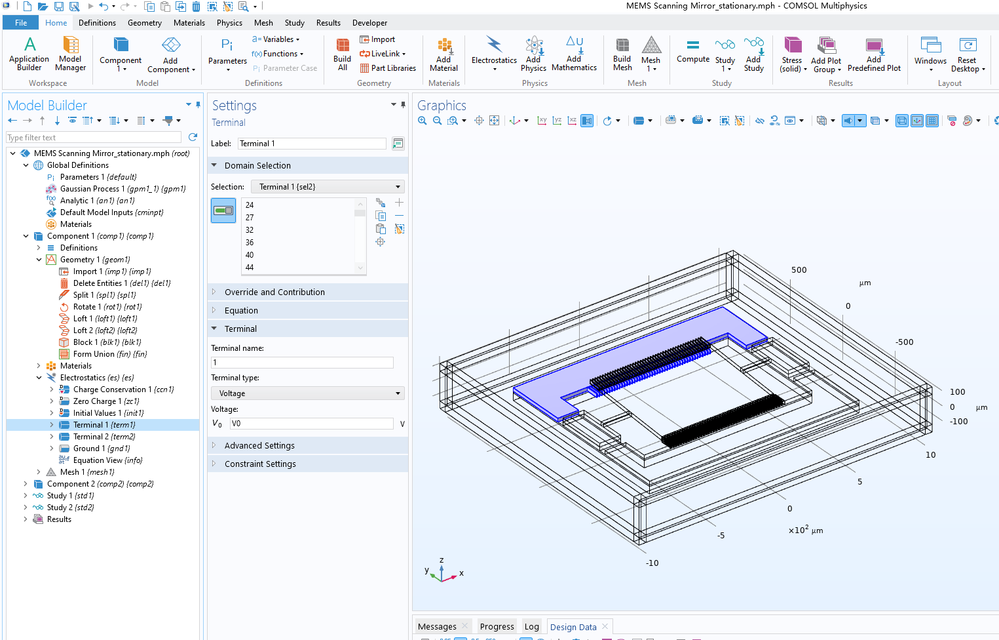 MEMS Scanning Mirror_stationary.mph - COMSOL Multiphysics
File Home Definitions Geometry Materials Physics Mesh Study Results Developer
Application Builder
Model Manager
Workspace
Component 1
Add Component
Model
Parameters
a= Variables
f(x) Functions
Pi Parameter Case
Definitions
Build All
Import
LiveLink
Part Libraries
Geometry
Add Material
Materials
Electrostatics
Add Physics
Add Mathematics
Physics
Build Mesh
Mesh 1
Mesh
Compute
Study 1
Add Study
Study
Stress (solid)
Add Plot Group
Add Predefined Plot
Results
Windows
Reset Desktop
Layout
Model Builder
Type filter text
MEMS Scanning Mirror_stationary.mph (root)
Global Definitions
Parameters 1 {default}
Gaussian Process 1 (gpm1_1) {gpm1}
Analytic 1 (an1) {an1}
Default Model Inputs {cminpt}
Materials
Component 1 (comp1) {comp1}
Definitions
Geometry 1 {geom1}
Import 1 (imp1) {imp1}
Delete Entities 1 (del1) {del1}
Split 1 (spl1) {spl1}
Rotate 1 (rot1) {rot1}
Loft 1 (loft1) {loft1}
Loft 2 (loft2) {loft2}
Block 1 (blk1) {blk1}
Form Union (fin) {fin}
Materials
Electrostatics (es) {es}
Charge Conservation 1 {ccn1}
Zero Charge 1 {zc1}
Initial Values 1 {init1}
Terminal 1 {term1}
Terminal 2 {term2}
Ground 1 {gnd1}
Equation View {info}
Mesh 1 {mesh1}
Component 2 (comp2) {comp2}
Study 1 {std1}
Study 2 {std2}
Results
Settings
Terminal
Label: Terminal 1
Domain Selection
Selection: Terminal 1 {sel2}
24
27
32
36
40
44
Override and Contribution
Equation
Terminal
Terminal name:
1
Terminal type:
Voltage
Voltage:
V0 V0 V
Advanced Settings
Constraint Settings
Graphics
xy yz xz
500
µm
0
-500
100
0 µm
-100
10
5
0
×10² µm
-5
-10
z
y
x
Messages Progress Log Design Data